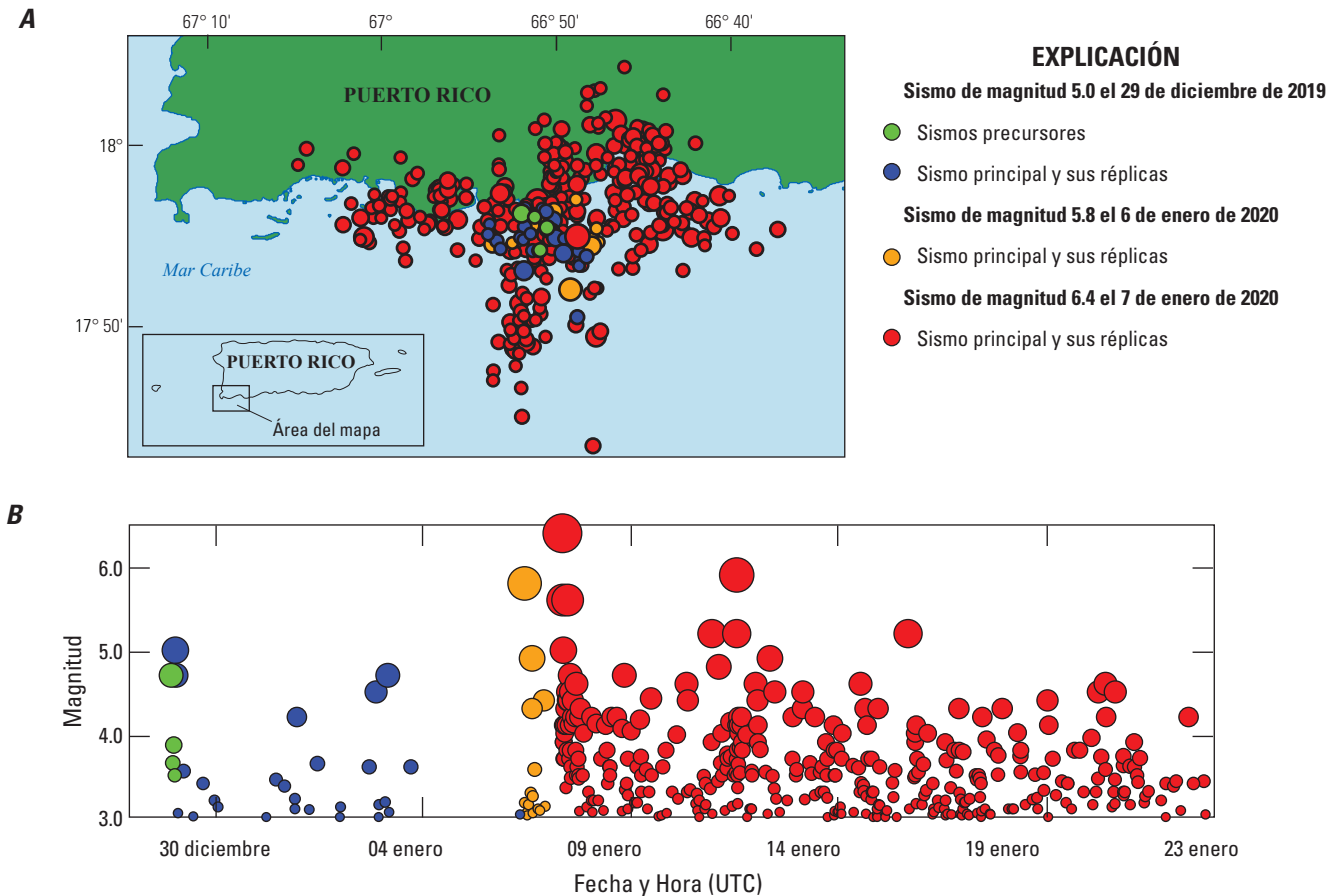 A
67° 10'
67°
66° 50'
66° 40'
18°
17° 50'
PUERTO RICO
Mar Caribe
PUERTO RICO
Área del mapa
EXPLICACIÓN
Sismo de magnitud 5.0 el 29 de diciembre de 2019
Sismos precursores
Sismo principal y sus réplicas
Sismo de magnitud 5.8 el 6 de enero de 2020
Sismo principal y sus réplicas
Sismo de magnitud 6.4 el 7 de enero de 2020
Sismo principal y sus réplicas
B
Magnitud
6.0
5.0
4.0
3.0
30 diciembre
04 enero
09 enero
14 enero
19 enero
23 enero
Fecha y Hora (UTC)